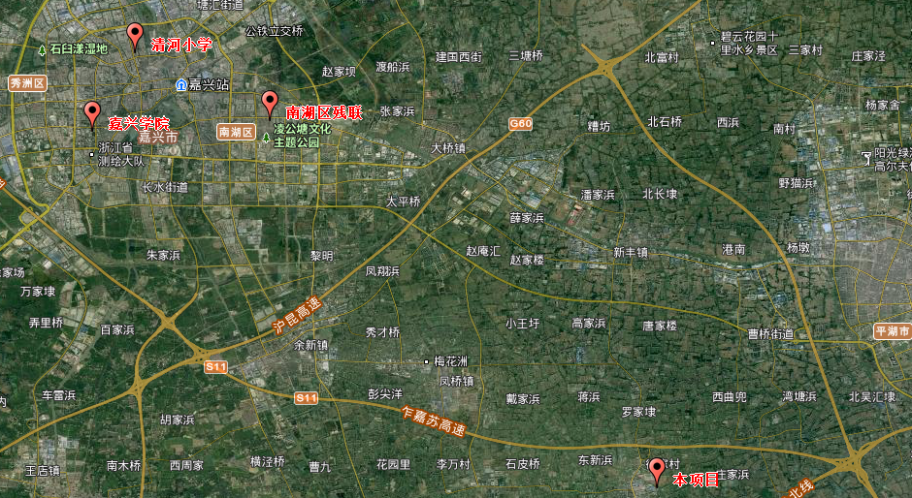 塘汇街道
公铁立交桥
清河小学
石臼漾湿地
建国西街
三塘桥
碧云花园十
里水乡景区
三家村
北富村
庄家泾
赵家坝
渡船浜
秀洲区
嘉兴站
张家浜
杨家舍
南湖区残联
嘉兴学院
嘉兴市
南湖区
凌公塘文化
主题公园
G60
糟坊
北石桥
西浜
南村
浙江省
测绘大队
大桥镇
阳光绿洲
高尔夫
长水街道
太平桥
潘家浜
北长埭
野猫浜
薛家浜
朱家浜
黎明
赵庵汇
赵家楼
新丰镇
港南
杨墩
凤翔浜
万家埭
沪昆高速
弄里桥
百家浜
秀才桥
小王圩
高家浜
唐家楼
曹桥街道
平湖市
余新镇
梅花洲
凤桥镇
S11
车雷浜
S11
彭尖洋
戴家浜
蒋浜
西曲兜
湾塘浜
北吴汇埭
罗家埭
胡家浜
乍嘉苏高速
王店镇
南木桥
西周家
横泾桥
曹九
花园里
李万村
石皮桥
东新浜
庄家浜
本项目
北线